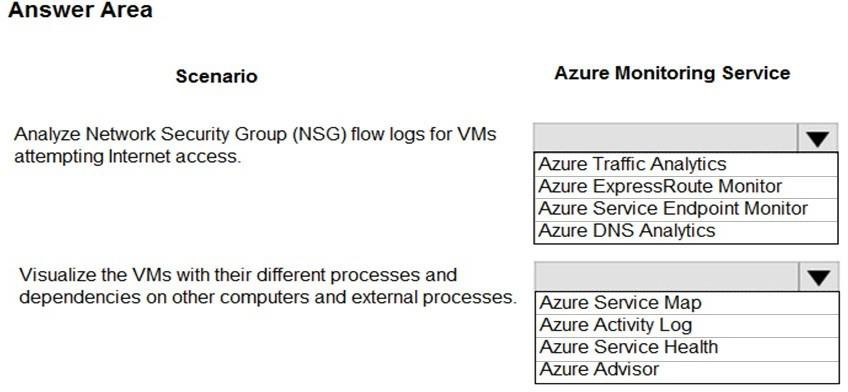 Answer Area
Scenario
Azure Monitoring Service
Analyze Network Security Group (NSG) flow logs for VMs
attempting Internet access.
Azure Traffic Analytics
Azure ExpressRoute Monitor
Azure Service Endpoint Monitor
Azure DNS Analytics
Visualize the VMs with their different processes and
dependencies on other computers and external processes.
Azure Service Map
Azure Activity Log
Azure Service Health
Azure Advisor